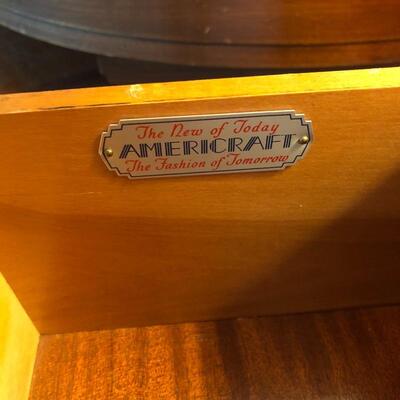 The New of Today
AMERICRAFT
The Fashion of Tomorrow